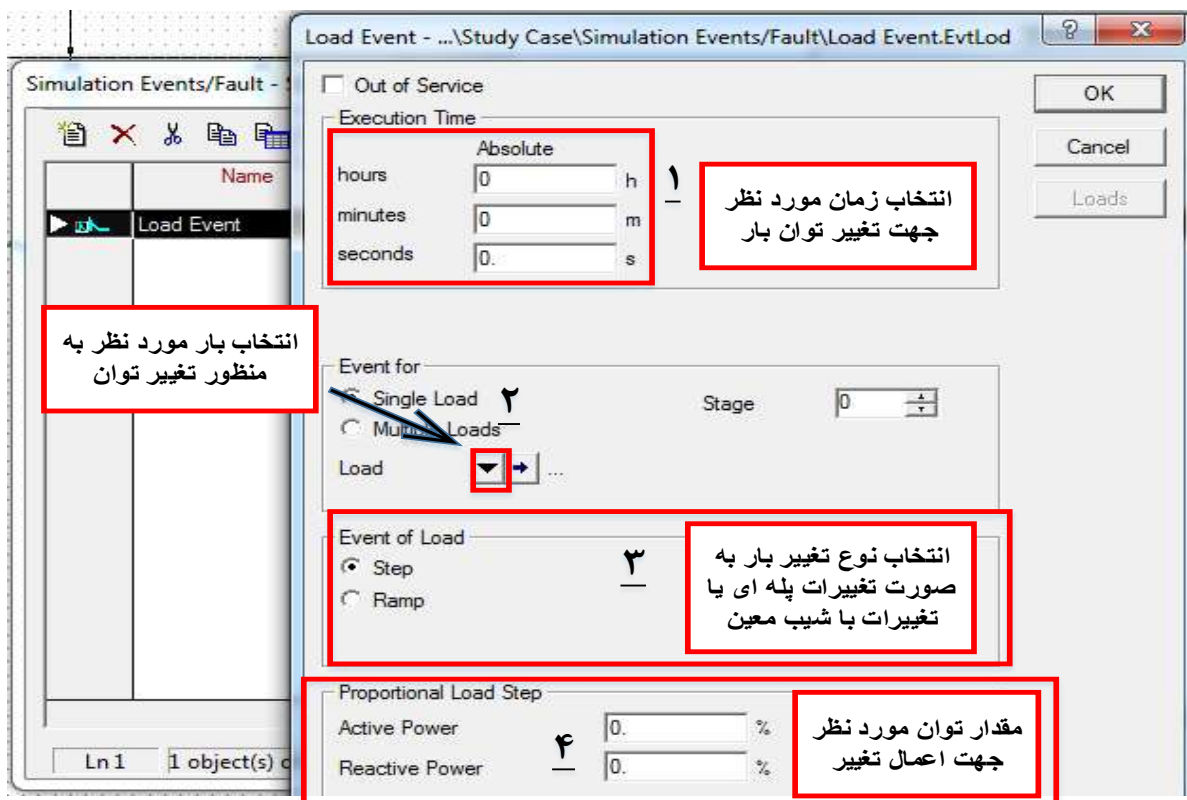 Load Event - ...\Study Case\Simulation Events/Fault\Load Event.EvtLod
Simulation Events/Fault -
Name
Load Event
Ln 1
1 object(s)
Out of Service
OK
Cancel
Loads
Execution Time
Absolute
hours 0 h
minutes 0 m
seconds 0. s
۱
انتخاب زمان مورد نظر
جهت تغییر توان بار
انتخاب بار مورد نظر به
منظور تغییر توان
Event for
Single Load
۲
Stage 0
Loads
Load ...
Event of Load
Step
Ramp
۳
انتخاب نوع تغییر بار به
صورت تغییرات پله ای یا
تغییرات با شیب معین
Proportional Load Step
Active Power 0. %
Reactive Power 0. %
۴
مقدار توان مورد نظر
جهت اعمال تغییر